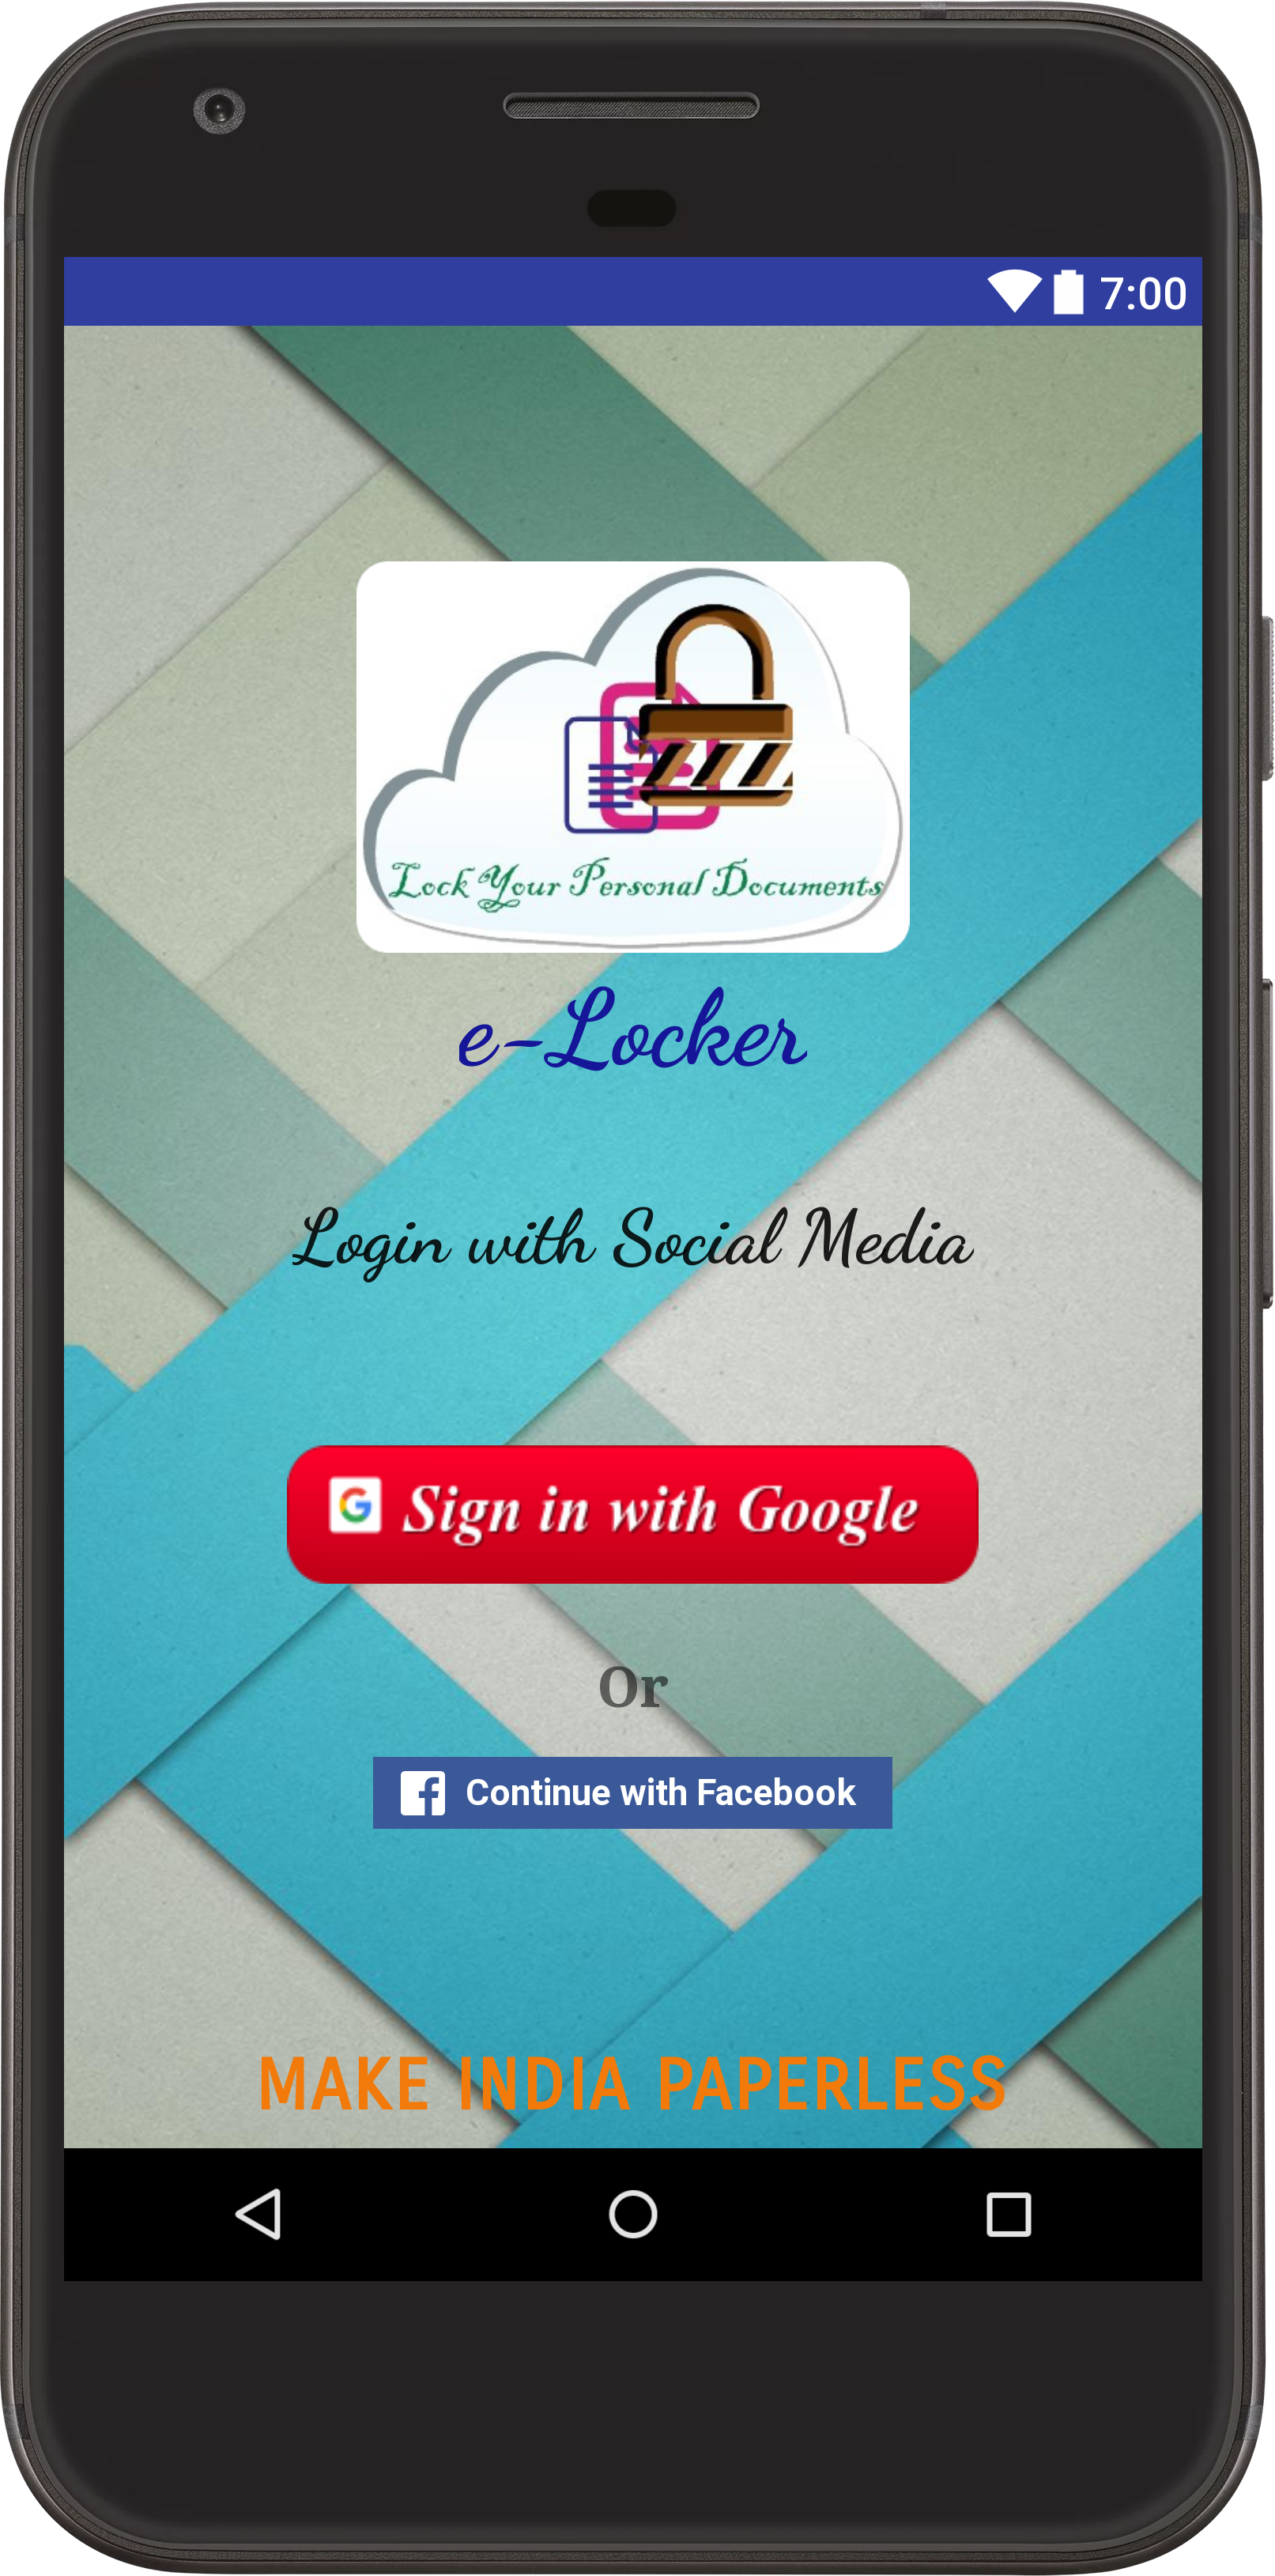 7:00
Lock Your Personal Documents
e-Locker
Login with Social Media
G Sign in with Google
Or
f Continue with Facebook
MAKE INDIA PAPERLESS